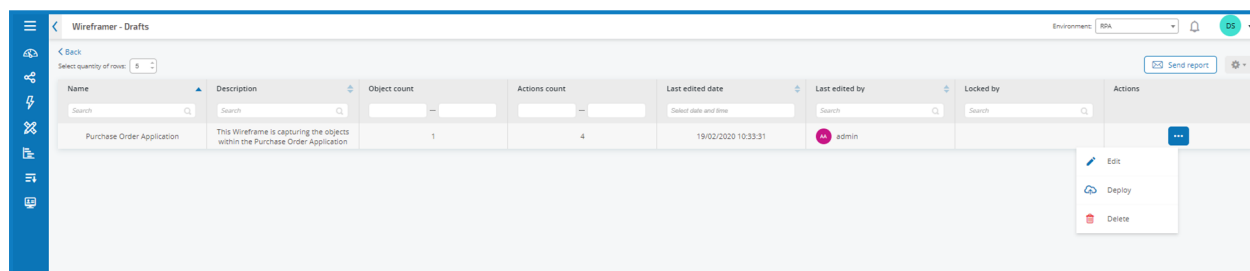 Wireframer - Drafts
Environment: RPA
DS
Back
Select quantity of rows: 5
Send report
Name
Description
Object count
Actions count
Last edited date
Last edited by
Locked by
Actions
Search
Search
—
—
Select date and time
Search
Search
Purchase Order Application
This Wireframe is capturing the objects
within the Purchase Order Application
1
4
19/02/2020 10:33:31
AA admin
Edit
Deploy
Delete